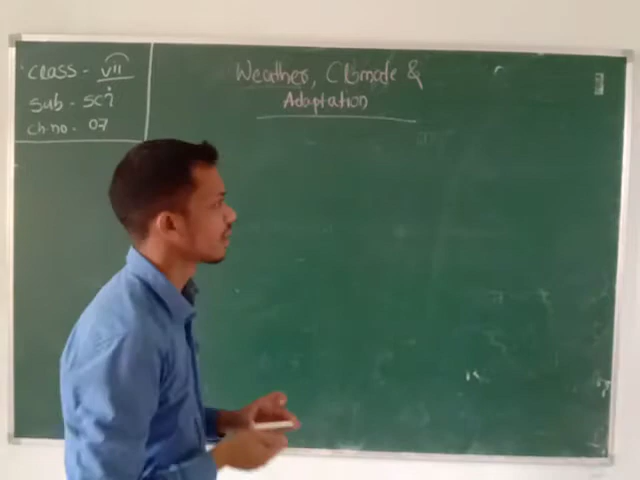 Class - vii
Sub - sci
Ch.no. - 07
Weather, Climate &
Adaptation